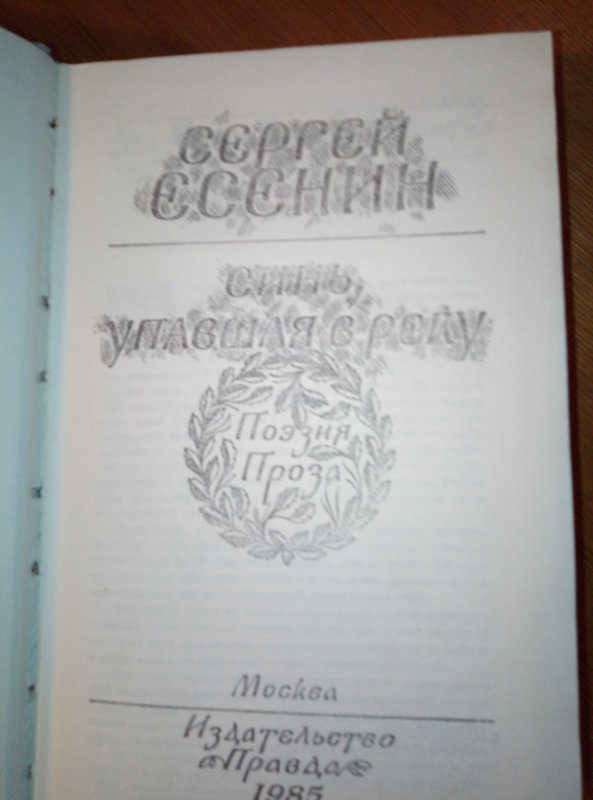 СЕРГЕЙ
ЕСЕНИН
СИНЬ,
УПАВШАЯ В РЕКУ
Поэзия
Проза
Москва
Издательство
«Правда»
1985